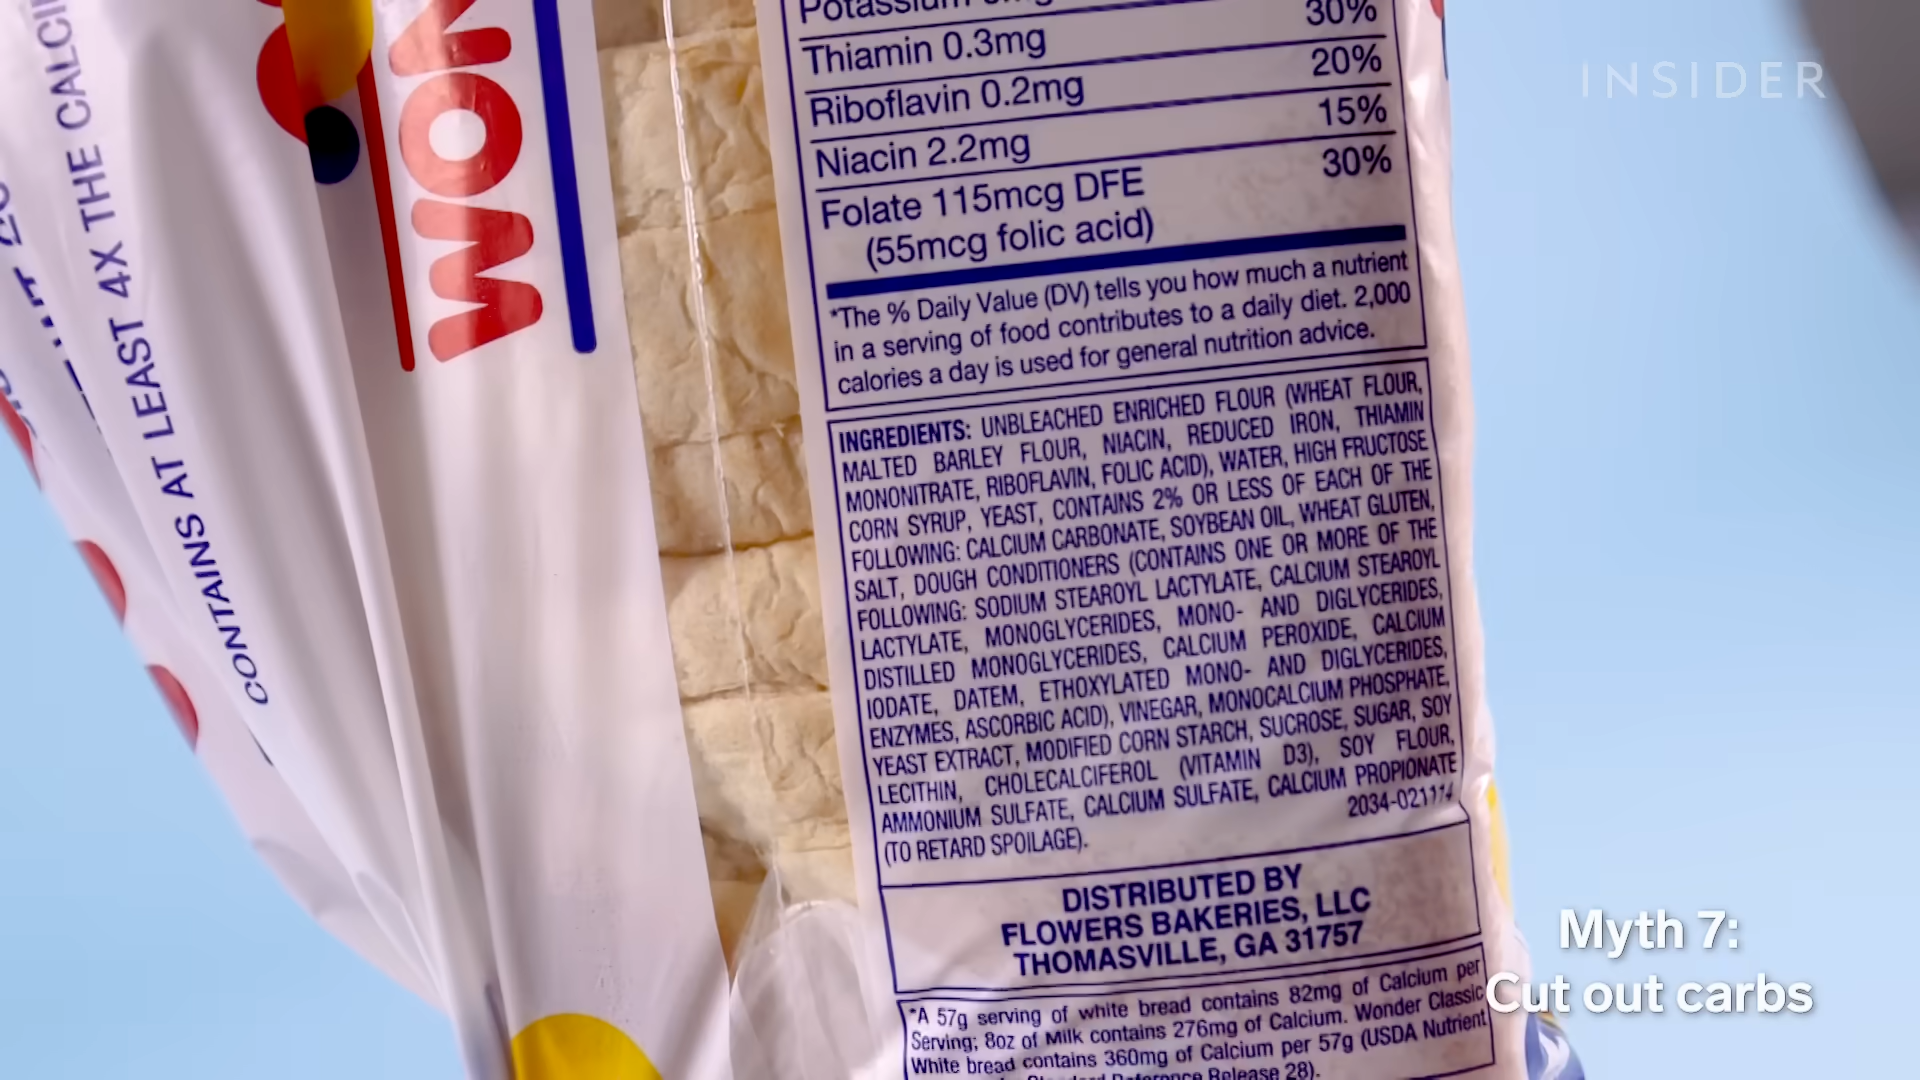 CONTAINS AT LEAST 4X THE
WON
Thiamin 0.3mg 30%
Riboflavin 0.2mg 20%
Niacin 2.2mg 15%
Folate 115mcg DFE 30%
(55mcg folic acid)
*The % Daily Value (DV) tells you how much a nutrient
in a serving of food contributes to a daily diet. 2,000
calories a day is used for general nutrition advice.
INGREDIENTS: UNBLEACHED ENRICHED FLOUR (WHEAT FLOUR,
MALTED BARLEY FLOUR, NIACIN, REDUCED IRON, THIAMIN
MONONITRATE, RIBOFLAVIN, FOLIC ACID), WATER, HIGH FRUCTOSE
CORN SYRUP, YEAST, CONTAINS 2% OR LESS OF EACH OF THE
FOLLOWING: CALCIUM CARBONATE, SOYBEAN OIL, WHEAT GLUTEN,
SALT, DOUGH CONDITIONERS (CONTAINS ONE OR MORE OF THE
FOLLOWING: SODIUM STEAROYL LACTYLATE, CALCIUM STEAROYL
LACTYLATE, MONOGLYCERIDES, MONO- AND DIGLYCERIDES,
DISTILLED MONOGLYCERIDES, CALCIUM PEROXIDE, CALCIUM
IODATE, DATEM, ETHOXYLATED MONO- AND DIGLYCERIDES,
ENZYMES, ASCORBIC ACID), VINEGAR, MONOCALCIUM PHOSPHATE,
YEAST EXTRACT, MODIFIED CORN STARCH, SUCROSE, SUGAR, SOY
LECITHIN, CHOLECALCIFEROL (VITAMIN D3), SOY FLOUR,
AMMONIUM SULFATE, CALCIUM SULFATE, CALCIUM PROPIONATE
(TO RETARD SPOILAGE).
DISTRIBUTED BY
FLOWERS BAKERIES, LLC
THOMASVILLE, GA 31757
*A 57g serving of white bread contains 82mg of Calcium per
Serving; 8oz of Milk contains 276mg of Calcium. Wonder Classic
White bread contains 360mg of Calcium per 57g (USDA Nutrient
Release 28).
INSIDER
Myth 7:
Cut out carbs